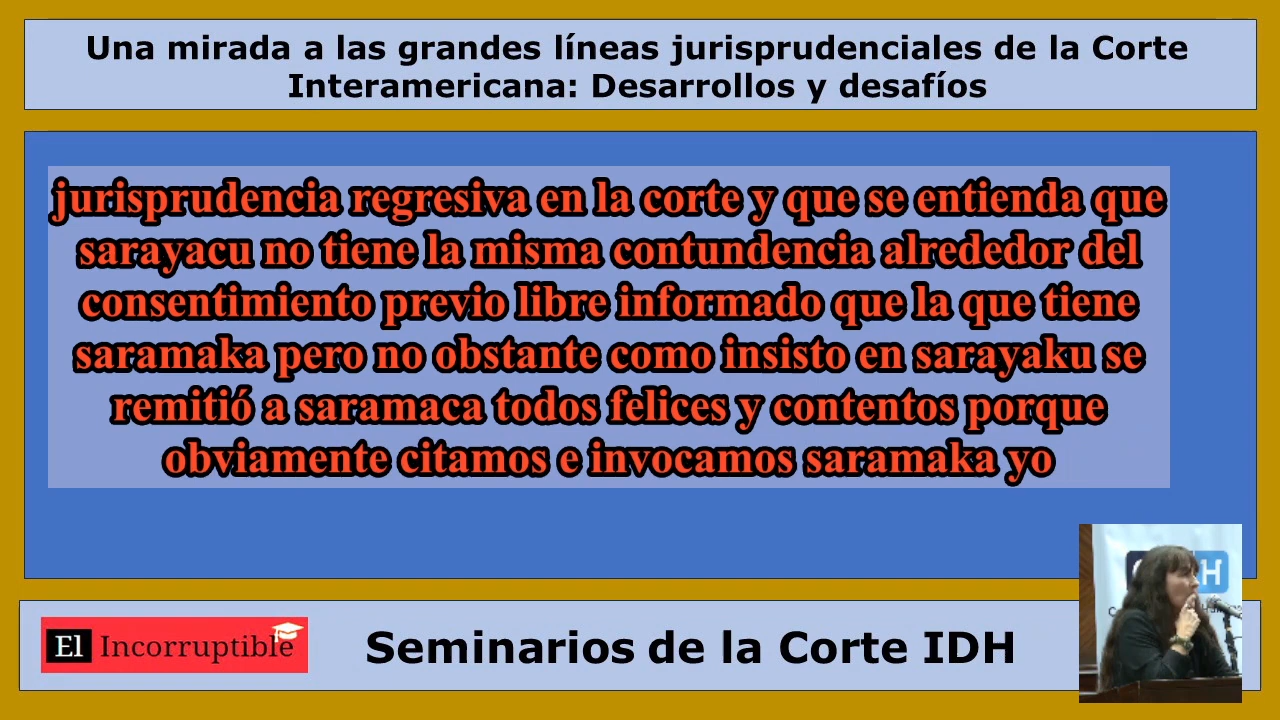 Una mirada a las grandes líneas jurisprudenciales de la Corte
Interamericana: Desarrollos y desafíos
jurisprudencia regresiva en la corte y que se entienda que
sarayacu no tiene la misma contundencia alrededor del
consentimiento previo libre informado que la que tiene
saramaka pero no obstante como insisto en sarayaku se
remitió a saramaca todos felices y contentos porque
obviamente citamos e invocamos saramaka yo
El Incorruptible
Seminarios de la Corte IDH